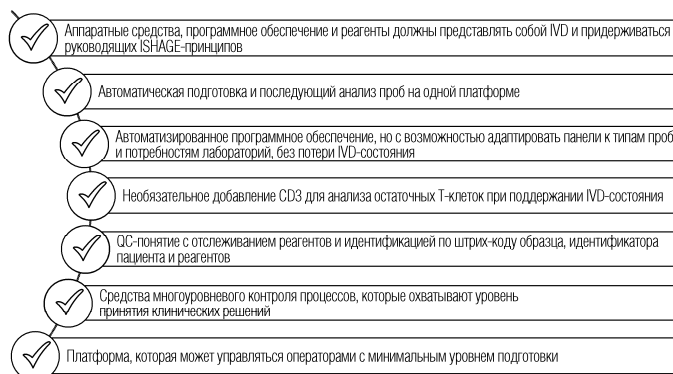 Аппаратные средства, программное обеспечение и реагенты должны представлять собой IVD и придерживаться
руководящих ISHAGE-принципов
Автоматическая подготовка и последующий анализ проб на одной платформе
Автоматизированное программное обеспечение, но с возможностью адаптировать панели к типам проб
и потребностям лабораторий, без потери IVD-состояния
Необязательное добавление CD3 для анализа остаточных Т-клеток при поддержании IVD-состояния
QC-понятие с отслеживанием реагентов и идентификацией по штрих-коду образца, идентификатора
пациента и реагентов
Средства многоуровневого контроля процессов, которые охватывают уровень
принятия клинических решений
Платформа, которая может управляться операторами с минимальным уровнем подготовки